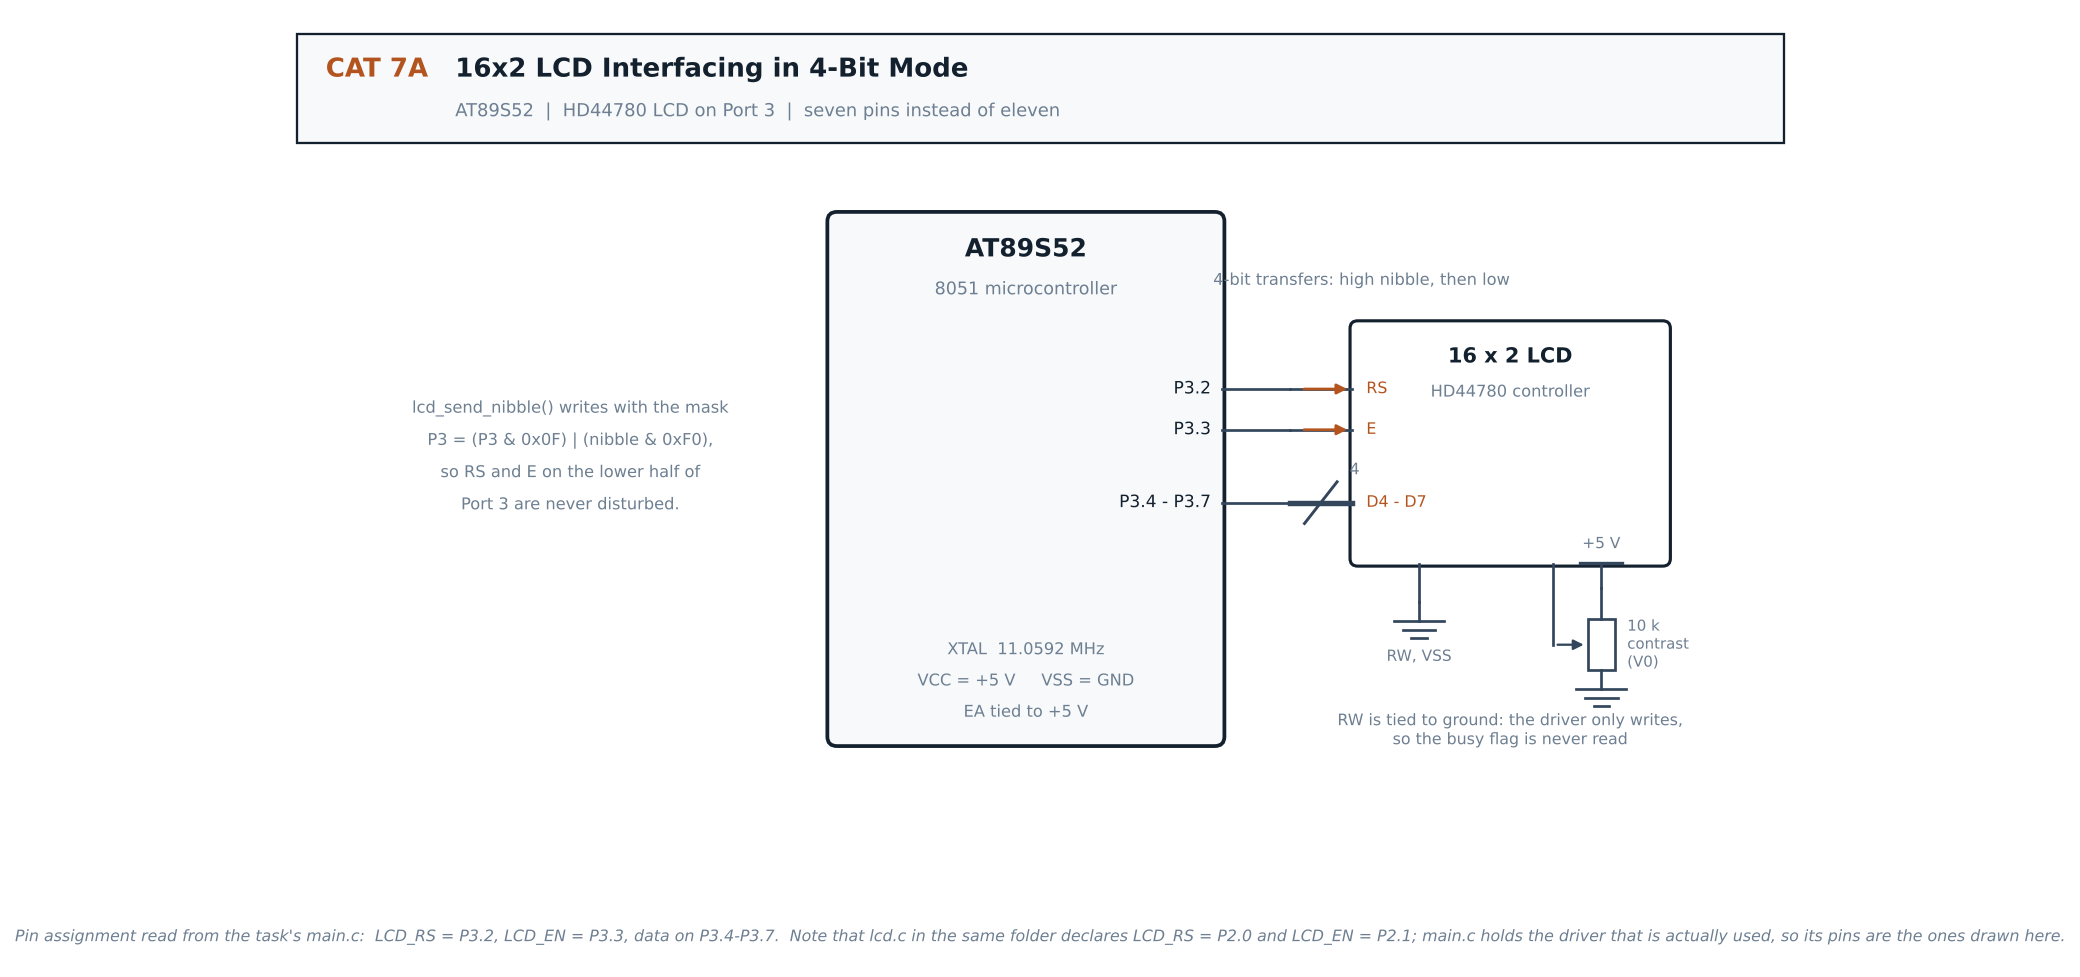 CAT 7A 16x2 LCD Interfacing in 4-Bit Mode
AT89S52 | HD44780 LCD on Port 3 | seven pins instead of eleven
AT89S52
8051 microcontroller
4-bit transfers: high nibble, then low
16 x 2 LCD
HD44780 controller
P3.2
RS
P3.3
E
4
P3.4 - P3.7
D4 - D7
+5 V
lcd_send_nibble() writes with the mask
P3 = (P3 & 0x0F) | (nibble & 0xF0),
so RS and E on the lower half of
Port 3 are never disturbed.
XTAL 11.0592 MHz
VCC = +5 V VSS = GND
EA tied to +5 V
RW, VSS
10 k
contrast
(V0)
RW is tied to ground: the driver only writes,
so the busy flag is never read
Pin assignment read from the task's main.c: LCD_RS = P3.2, LCD_EN = P3.3, data on P3.4-P3.7. Note that lcd.c in the same folder declares LCD_RS = P2.0 and LCD_EN = P2.1; main.c holds the driver that is actually used, so its pins are the ones drawn here.